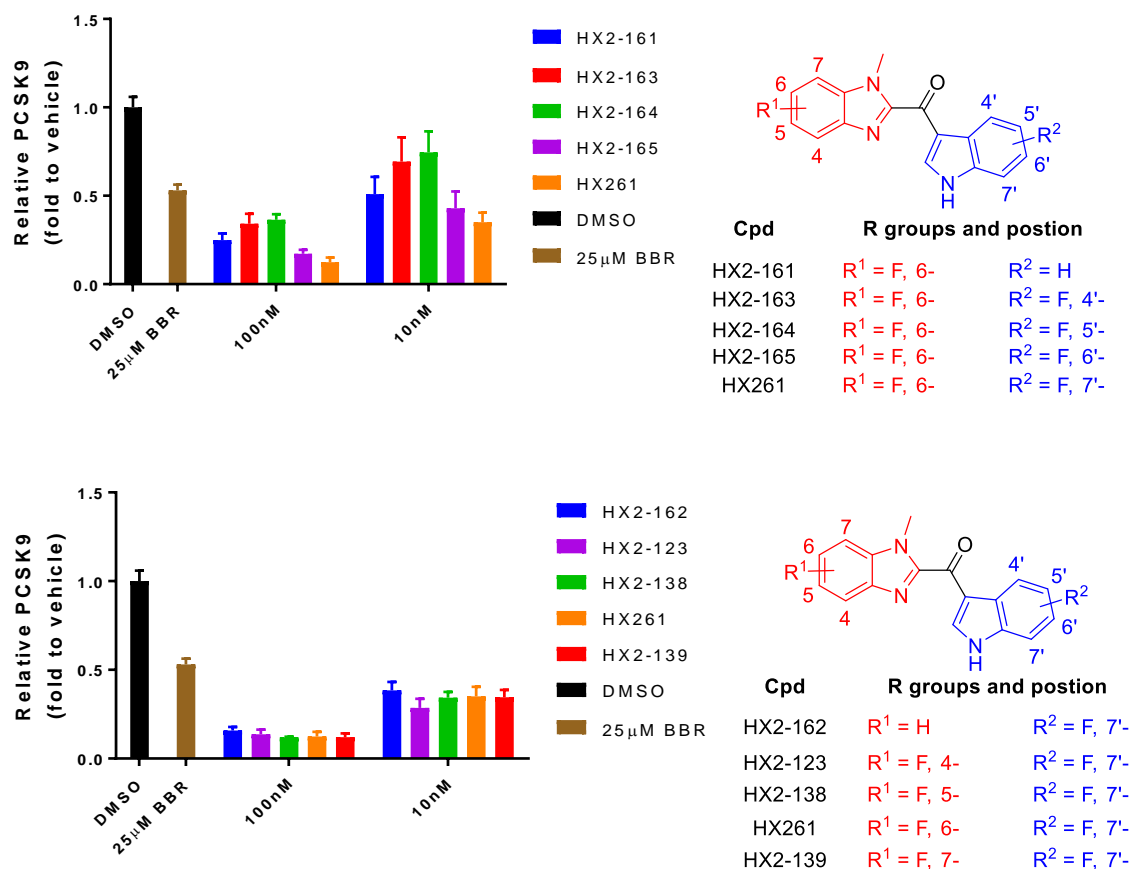 1.5
1.0
0.5
0.0
Relative PCSK9
(fold to vehicle)
DMSO
25μM BBR
100nM
10nM
HX2-161
HX2-163
HX2-164
HX2-165
HX261
DMSO
25μM BBR
7
6
R1
5
4
N
N
O
4'
5'
R2
6'
7'
N
H
Cpd R groups and postion
HX2-161 R1 = F, 6- R2 = H
HX2-163 R1 = F, 6- R2 = F, 4'-
HX2-164 R1 = F, 6- R2 = F, 5'-
HX2-165 R1 = F, 6- R2 = F, 6'-
HX261 R1 = F, 6- R2 = F, 7'-
1.5
1.0
0.5
0.0
Relative PCSK9
(fold to vehicle)
DMSO
25μM BBR
100nM
10nM
HX2-162
HX2-123
HX2-138
HX261
HX2-139
DMSO
25μM BBR
7
6
R1
5
4
N
N
O
4'
5'
R2
6'
7'
N
H
Cpd R groups and postion
HX2-162 R1 = H R2 = F, 7'-
HX2-123 R1 = F, 4- R2 = F, 7'-
HX2-138 R1 = F, 5- R2 = F, 7'-
HX261 R1 = F, 6- R2 = F, 7'-
HX2-139 R1 = F, 7- R2 = F, 7'-